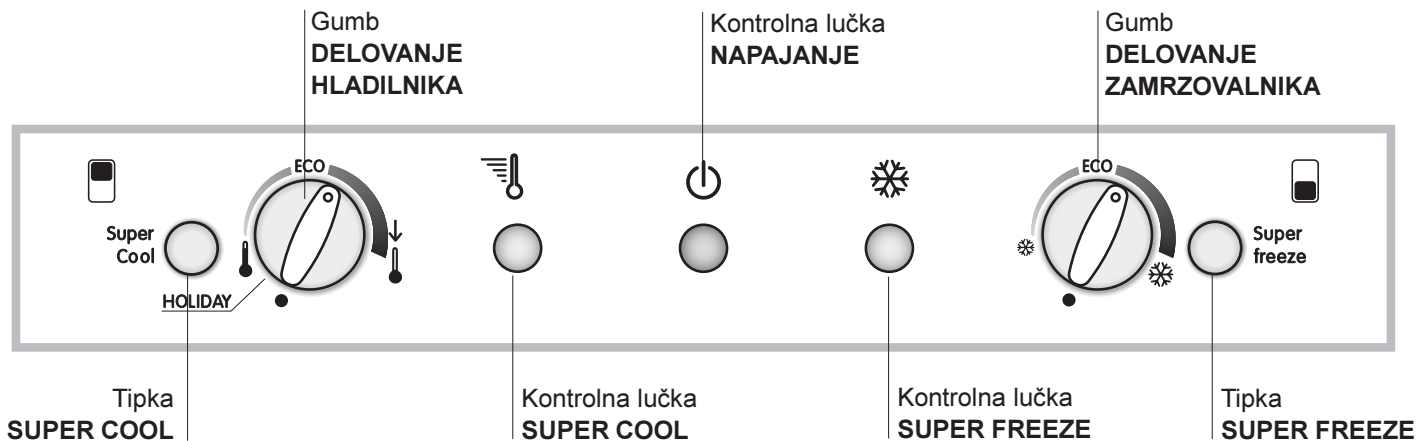 Gumb
DELOVANJE
HLADILNIKA
Kontrolna lučka
NAPAJANJE
Gumb
DELOVANJE
ZAMRZOVALNIKA
ECO
Super
Cool
HOLIDAY
ECO
Super
freeze
Tipka
SUPER COOL
Kontrolna lučka
SUPER COOL
Kontrolna lučka
SUPER FREEZE
Tipka
SUPER FREEZE